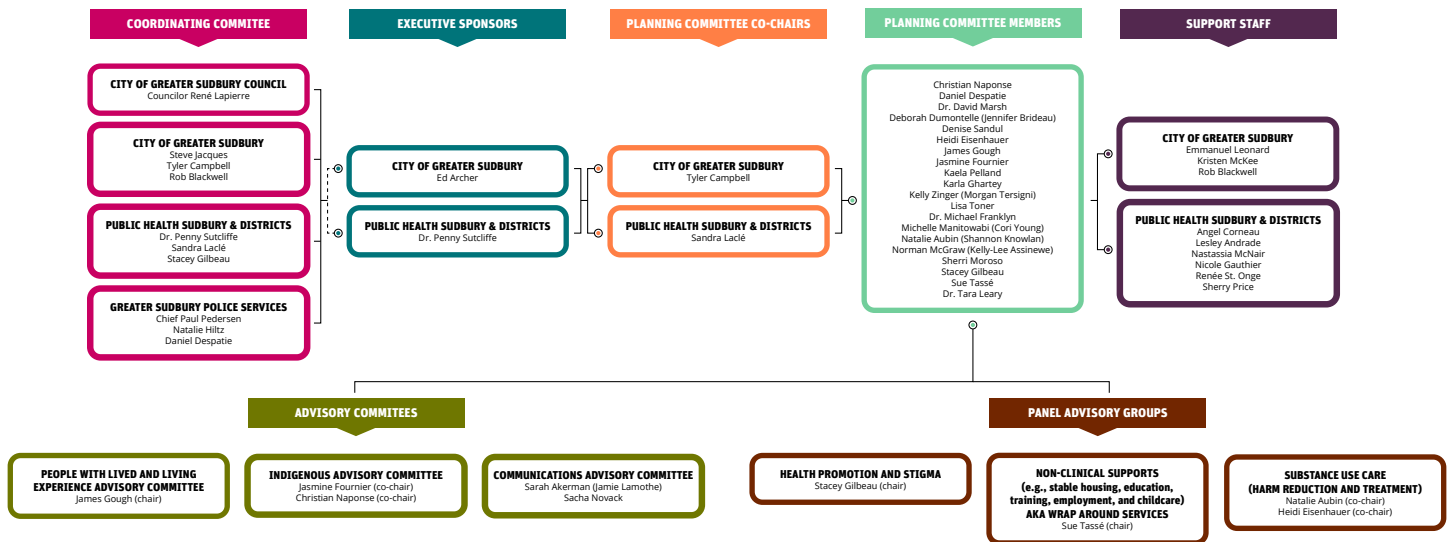 COORDINATING COMMITEE
CITY OF GREATER SUDBURY COUNCIL
Councilor René Lapierre
CITY OF GREATER SUDBURY
Steve Jacques
Tyler Campbell
Rob Blackwell
PUBLIC HEALTH SUDBURY & DISTRICTS
Dr. Penny Sutcliffe
Sandra Laclé
Stacey Gilbeau
GREATER SUDBURY POLICE SERVICES
Chief Paul Pedersen
Natalie Hiltz
Daniel Despatie
EXECUTIVE SPONSORS
CITY OF GREATER SUDBURY
Ed Archer
PUBLIC HEALTH SUDBURY & DISTRICTS
Dr. Penny Sutcliffe
PLANNING COMMITTEE CO-CHAIRS
CITY OF GREATER SUDBURY
Tyler Campbell
PUBLIC HEALTH SUDBURY & DISTRICTS
Sandra Laclé
PLANNING COMMITTEE MEMBERS
Christian Naponse
Daniel Despatie
Dr. David Marsh
Deborah Dumontelle (Jennifer Brideau)
Denise Sandul
Heidi Eisenhauer
James Gough
Jasmine Fournier
Kaela Pelland
Karla Ghartey
Kelly Zinger (Morgan Tersigni)
Lisa Toner
Dr. Michael Franklyn
Michelle Manitowabi (Cori Young)
Natalie Aubin (Shannon Knowlan)
Norman McGraw (Kelly-Lee Assinewe)
Sherri Moroso
Stacey Gilbeau
Sue Tassé
Dr. Tara Leary
SUPPORT STAFF
CITY OF GREATER SUDBURY
Emmanuel Leonard
Kristen McKee
Rob Blackwell
PUBLIC HEALTH SUDBURY & DISTRICTS
Angel Corneau
Lesley Andrade
Nastassia McNair
Nicole Gauthier
Renée St. Onge
Sherry Price
ADVISORY COMMITEES
PEOPLE WITH LIVED AND LIVING
EXPERIENCE ADVISORY COMMITTEE
James Gough (chair)
INDIGENOUS ADVISORY COMMITTEE
Jasmine Fournier (co-chair)
Christian Naponse (co-chair)
COMMUNICATIONS ADVISORY COMMITTEE
Sarah Akerman (Jamie Lamothe)
Sacha Novack
PANEL ADVISORY GROUPS
HEALTH PROMOTION AND STIGMA
Stacey Gilbeau (chair)
NON-CLINICAL SUPPORTS
(e.g., stable housing, education,
training, employment, and childcare)
AKA WRAP AROUND SERVICES
Sue Tassé (chair)
SUBSTANCE USE CARE
(HARM REDUCTION AND TREATMENT)
Natalie Aubin (co-chair)
Heidi Eisenhauer (co-chair)